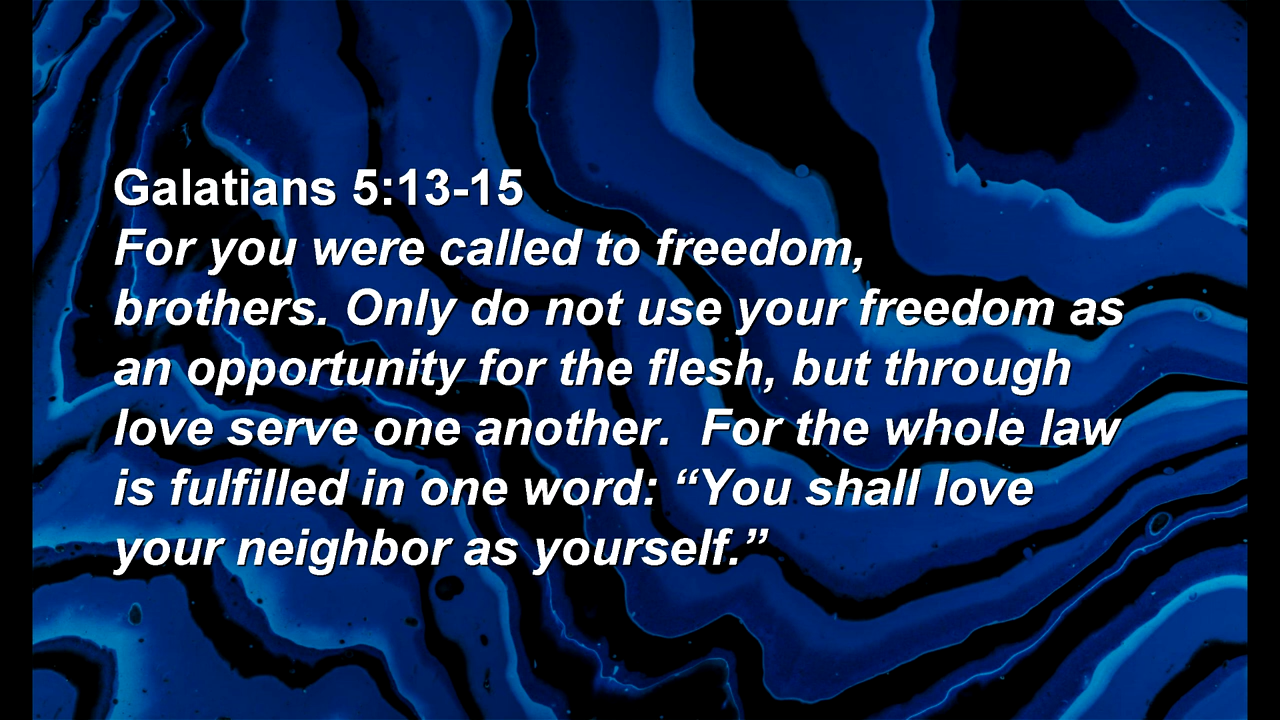 Galatians 5:13-15
For you were called to freedom,
brothers. Only do not use your freedom as
an opportunity for the flesh, but through
love serve one another.  For the whole law
is fulfilled in one word: “You shall love
your neighbor as yourself.”